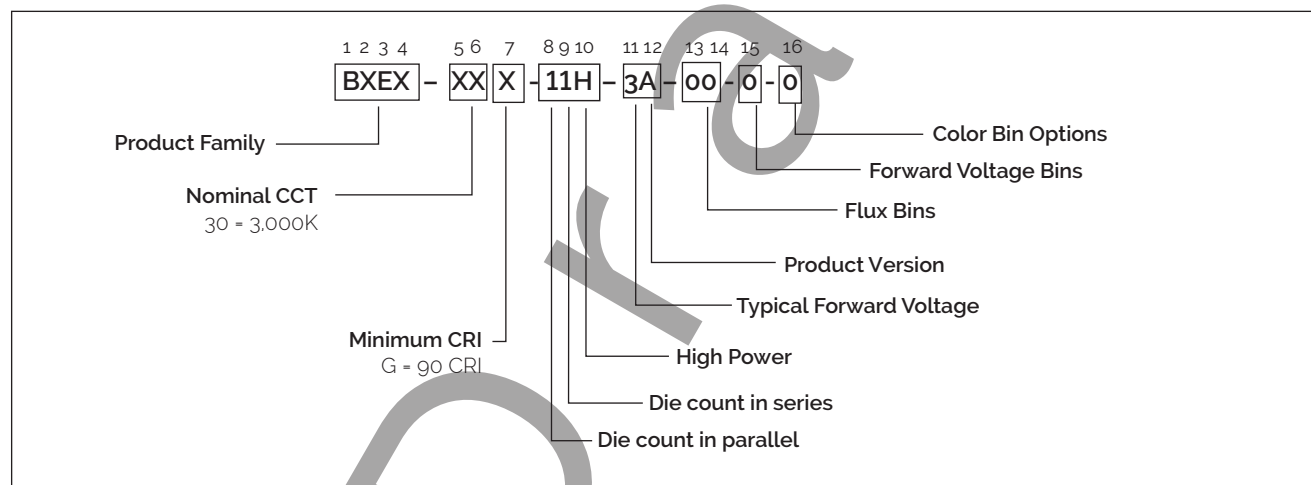 1 2 3 4 5 6 7 8 9 10 11 12 13 14 15 16
BXEX – XX X - 11H – 3A – 00 - 0 - 0
Product Family
Color Bin Options
Forward Voltage Bins
Nominal CCT
30 = 3,000K
Flux Bins
Product Version
Typical Forward Voltage
Minimum CRI
G = 90 CRI
High Power
Die count in series
Die count in parallel